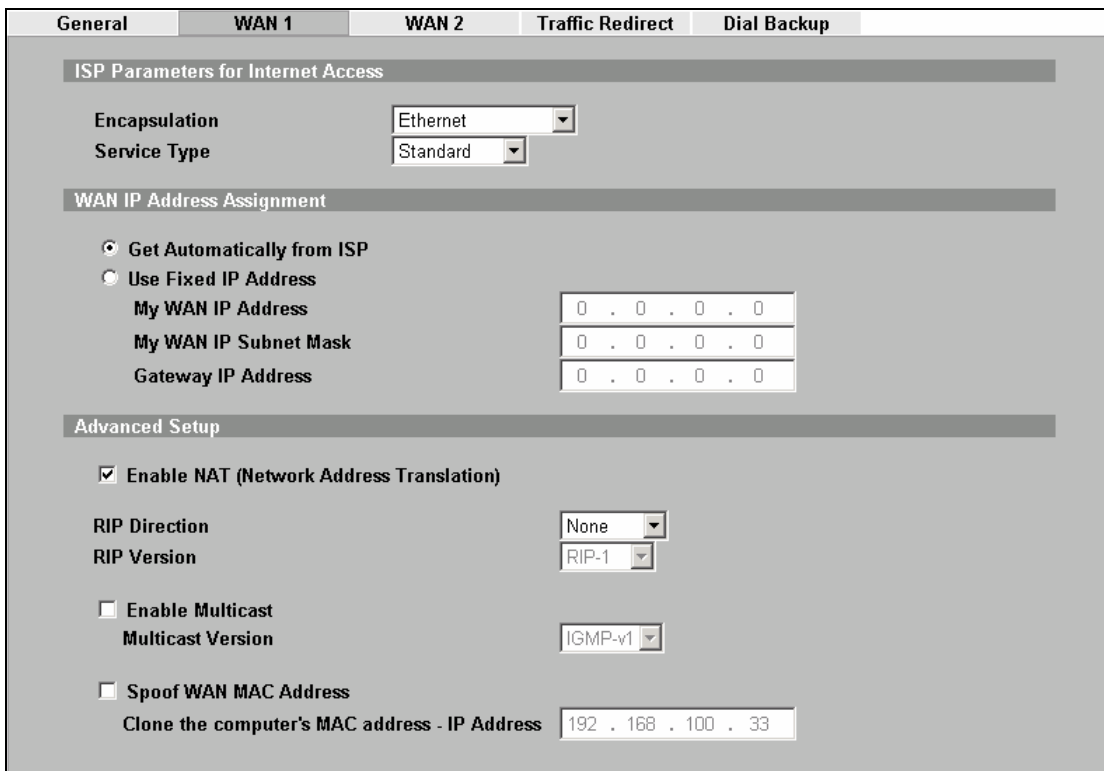 General WAN 1 WAN 2 Traffic Redirect Dial Backup
ISP Parameters for Internet Access
Encapsulation Ethernet
Service Type Standard
WAN IP Address Assignment
Get Automatically from ISP
Use Fixed IP Address
My WAN IP Address 0 . 0 . 0 . 0
My WAN IP Subnet Mask 0 . 0 . 0 . 0
Gateway IP Address 0 . 0 . 0 . 0
Advanced Setup
Enable NAT (Network Address Translation)
RIP Direction None
RIP Version RIP-1
Enable Multicast
Multicast Version IGMP-v1
Spoof WAN MAC Address
Clone the computer's MAC address - IP Address 192 . 168 . 100 . 33